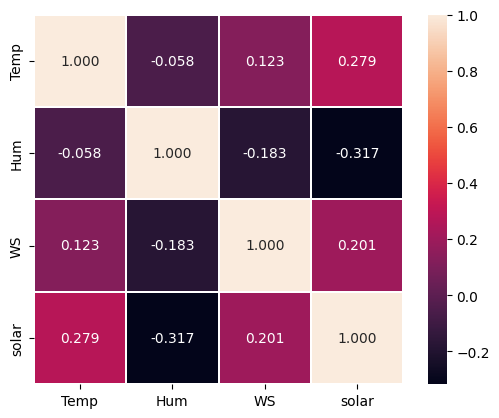 Temp 1.000 -0.058 0.123 0.279
Hum -0.058 1.000 -0.183 -0.317
WS 0.123 -0.183 1.000 0.201
solar 0.279 -0.317 0.201 1.000
Temp Hum WS solar
1.0
0.8
0.6
0.4
0.2
0.0
−0.2